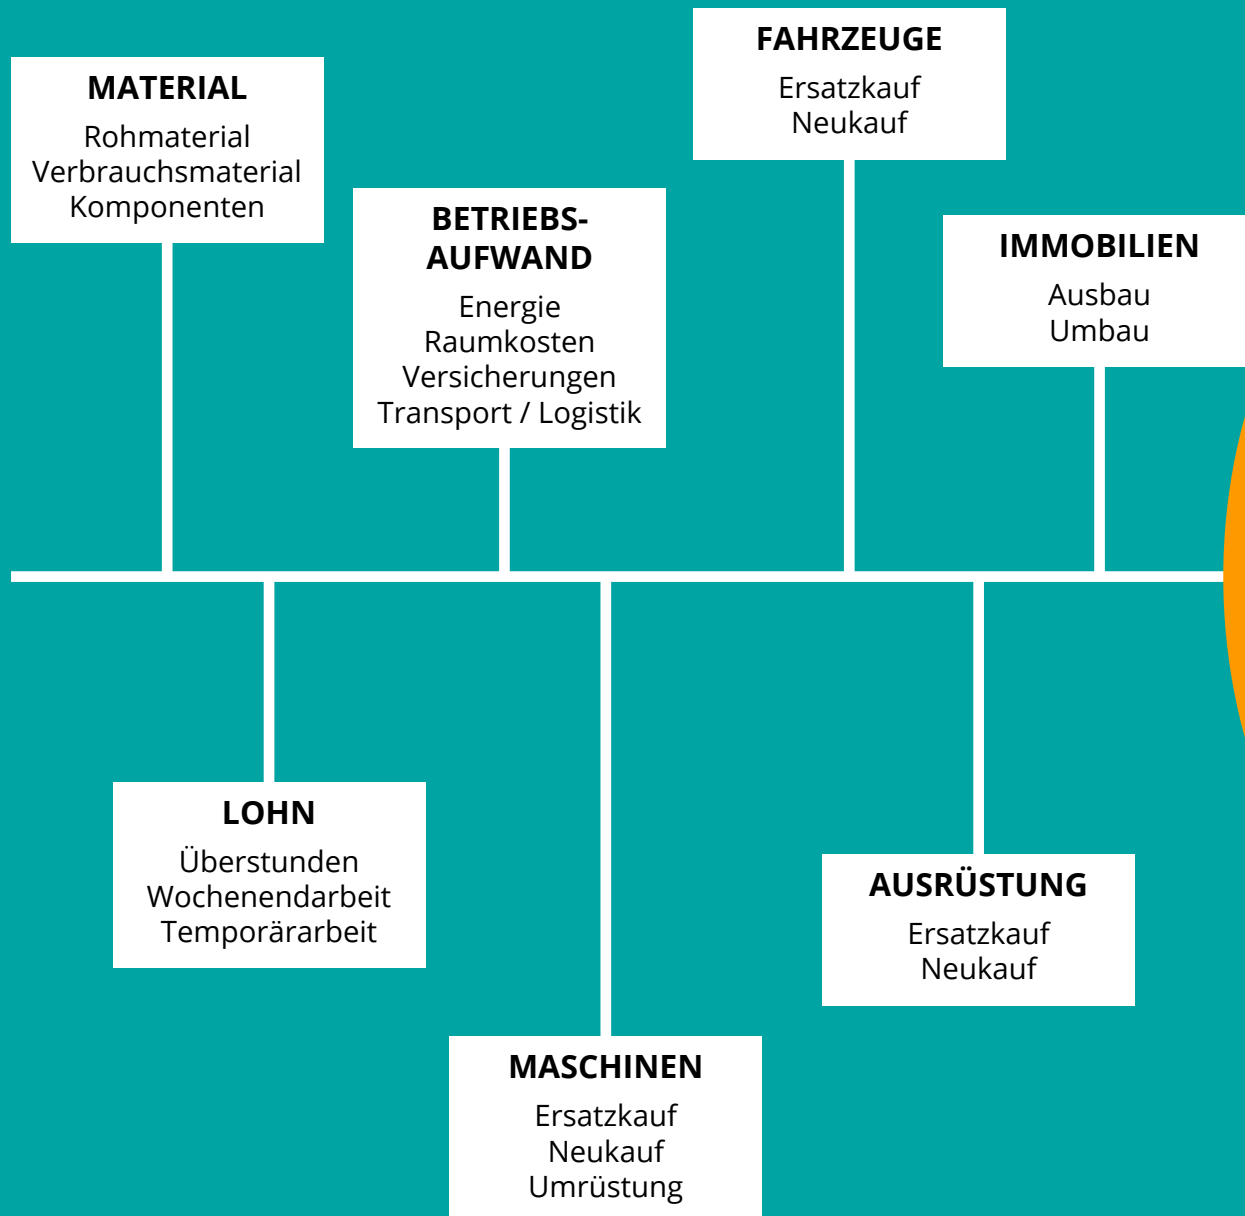 MATERIAL
Rohmaterial
Verbrauchsmaterial
Komponenten
BETRIEBS-
AUFWAND
Energie
Raumkosten
Versicherungen
Transport / Logistik
FAHRZEUGE
Ersatzkauf
Neukauf
IMMOBILIEN
Ausbau
Umbau
LOHN
Überstunden
Wochenendarbeit
Temporärarbeit
MASCHINEN
Ersatzkauf
Neukauf
Umrüstung
AUSRÜSTUNG
Ersatzkauf
Neukauf